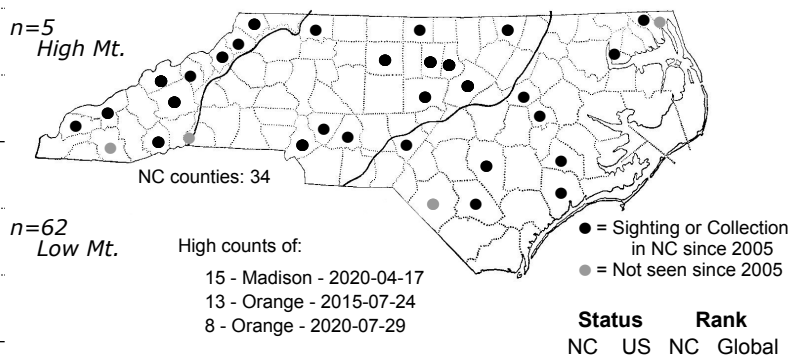 n=5
High Mt.
NC counties: 34
n=62
Low Mt.
High counts of:
15 - Madison - 2020-04-17
13 - Orange - 2015-07-24
8 - Orange - 2020-07-29
● = Sighting or Collection
in NC since 2005
● = Not seen since 2005
Status Rank
NC US NC Global